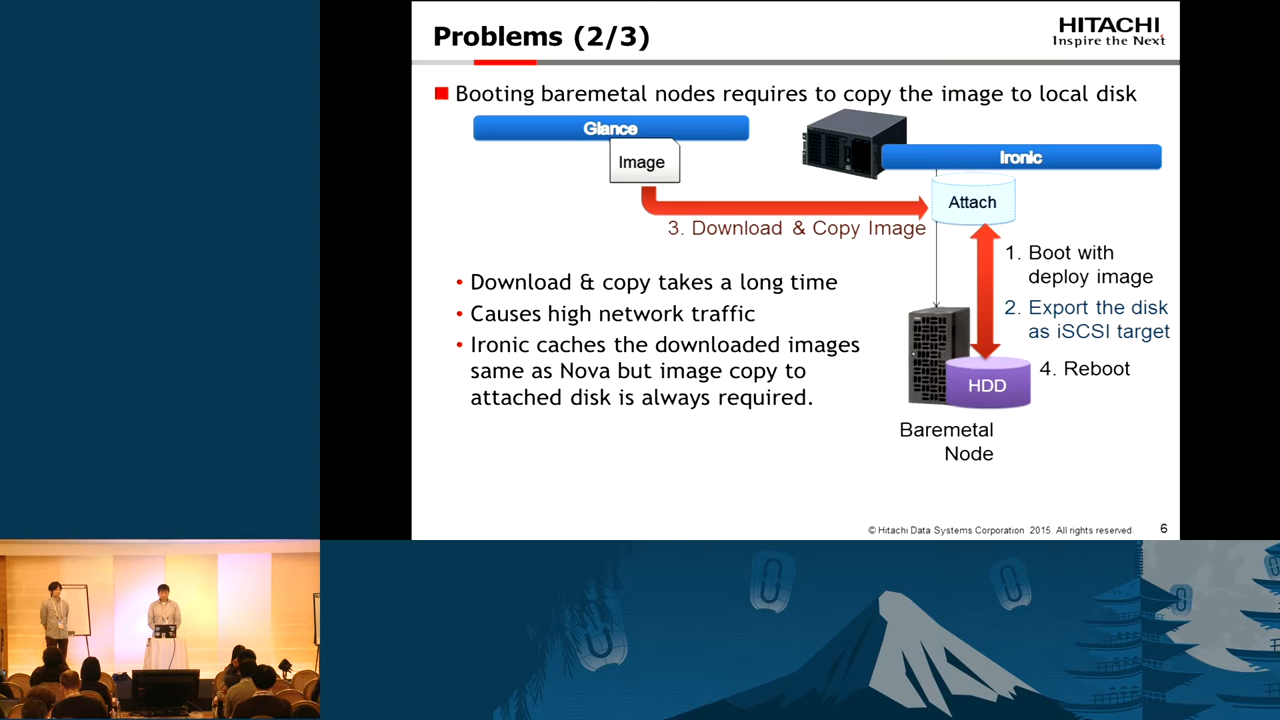 Problems (2/3)
HITACHI
Inspire the Next
Booting baremetal nodes requires to copy the image to local disk
Glance
Image
Ironic
Attach
3. Download & Copy Image
1. Boot with
deploy image
2. Export the disk
as iSCSI target
4. Reboot
• Download & copy takes a long time
• Causes high network traffic
• Ironic caches the downloaded images
same as Nova but image copy to
attached disk is always required.
HDD
Baremetal
Node
© Hitachi Data Systems Corporation 2015. All rights reserved.
6